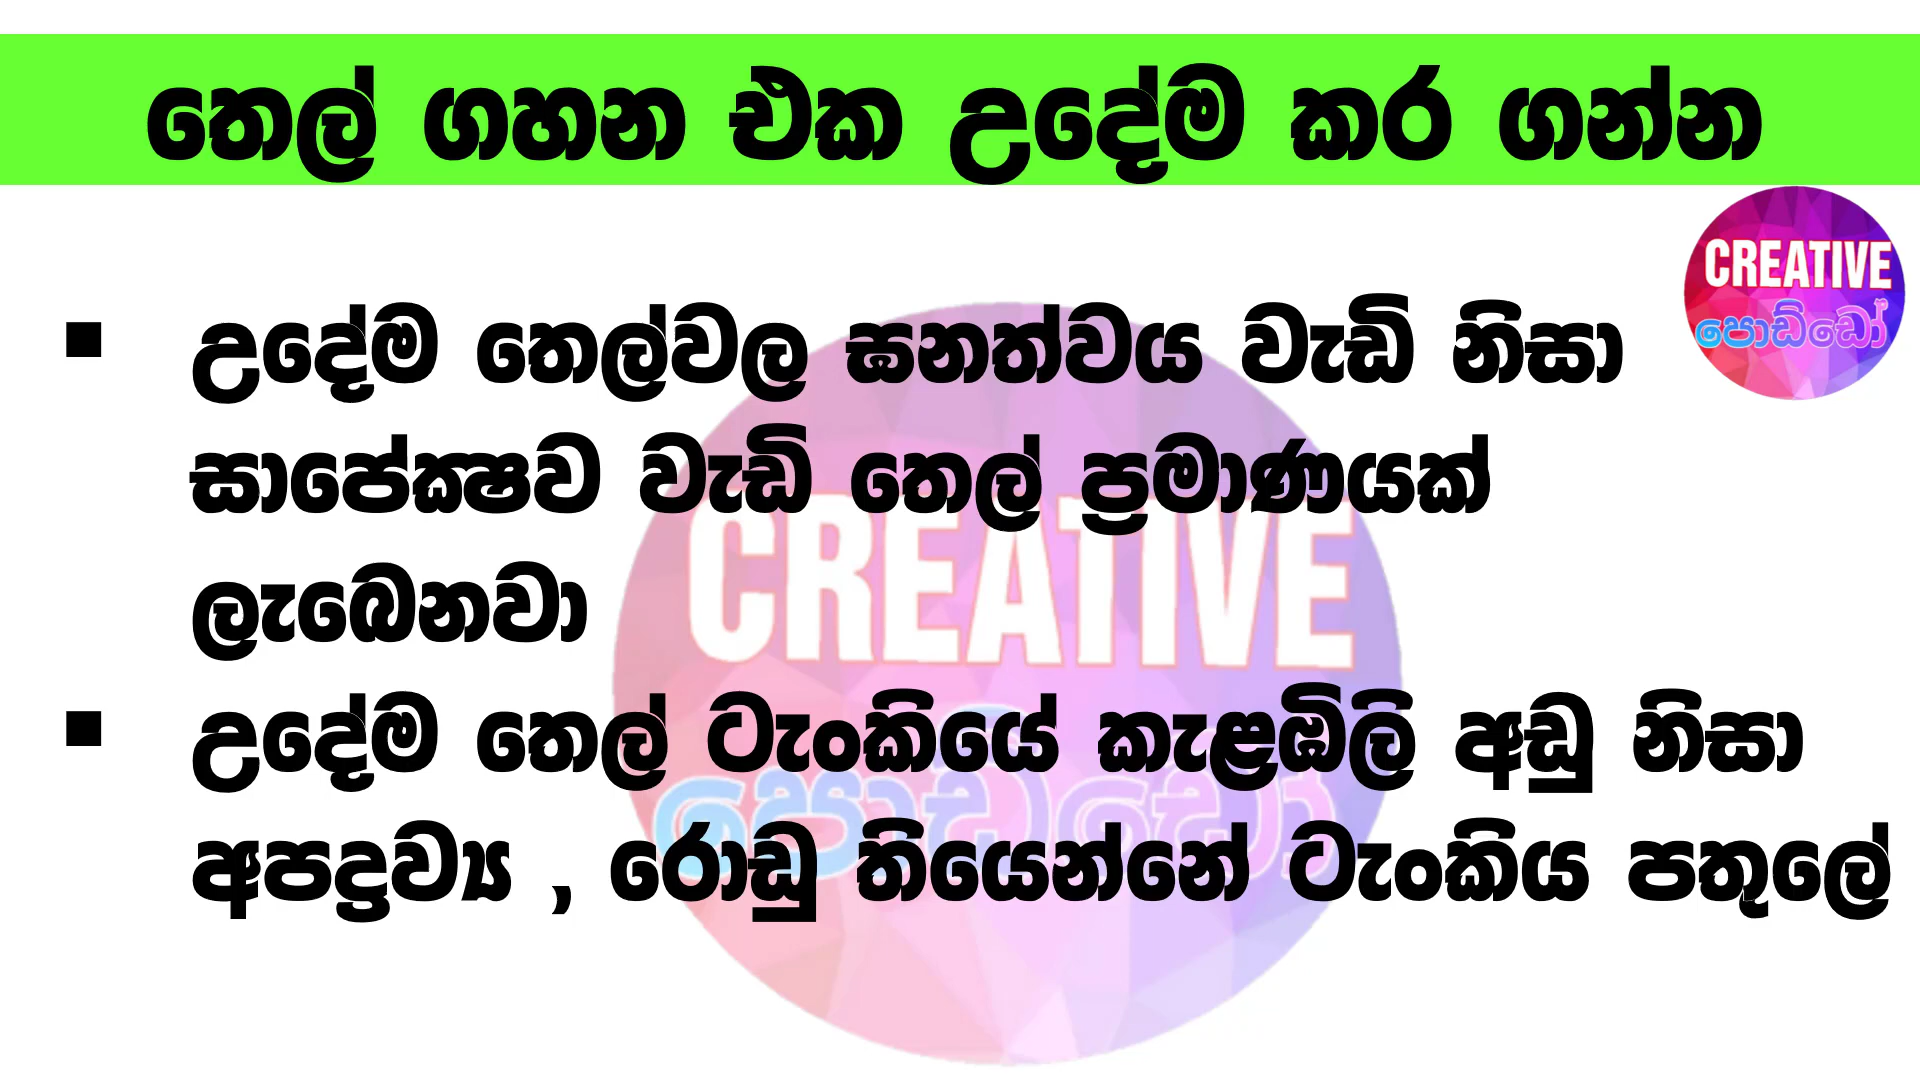 තෙල් ගහන එක උදේම කර ගන්න
CREATIVE
පොඩ්ඩෝ
▪ උදේම තෙල්වල ඝනත්වය වැඩි නිසා
සාපේක්‍ෂව වැඩි තෙල් ප්‍රමාණයක්
ලැබෙනවා
▪ උදේම තෙල් ටැංකියේ කැළඹිලි අඩු නිසා
අපද්‍රව්‍ය , රොඩු තියෙන්නේ ටැංකිය පතුලේ
CREATIVE
පොඩ්ඩෝ